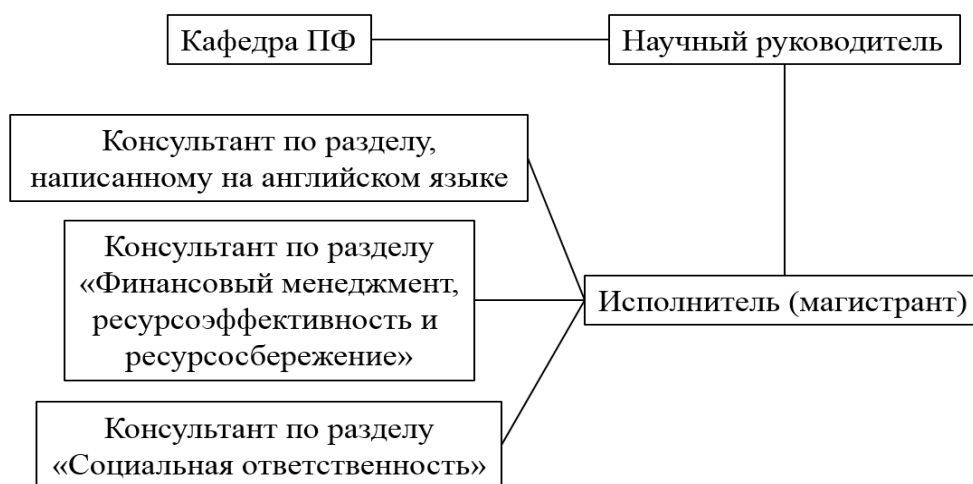 Кафедра ПФ
Научный руководитель
Консультант по разделу,
написанному на английском языке
Консультант по разделу
«Финансовый менеджмент,
ресурсоэффективность и
ресурсосбережение»
Исполнитель (магистрант)
Консультант по разделу
«Социальная ответственность»